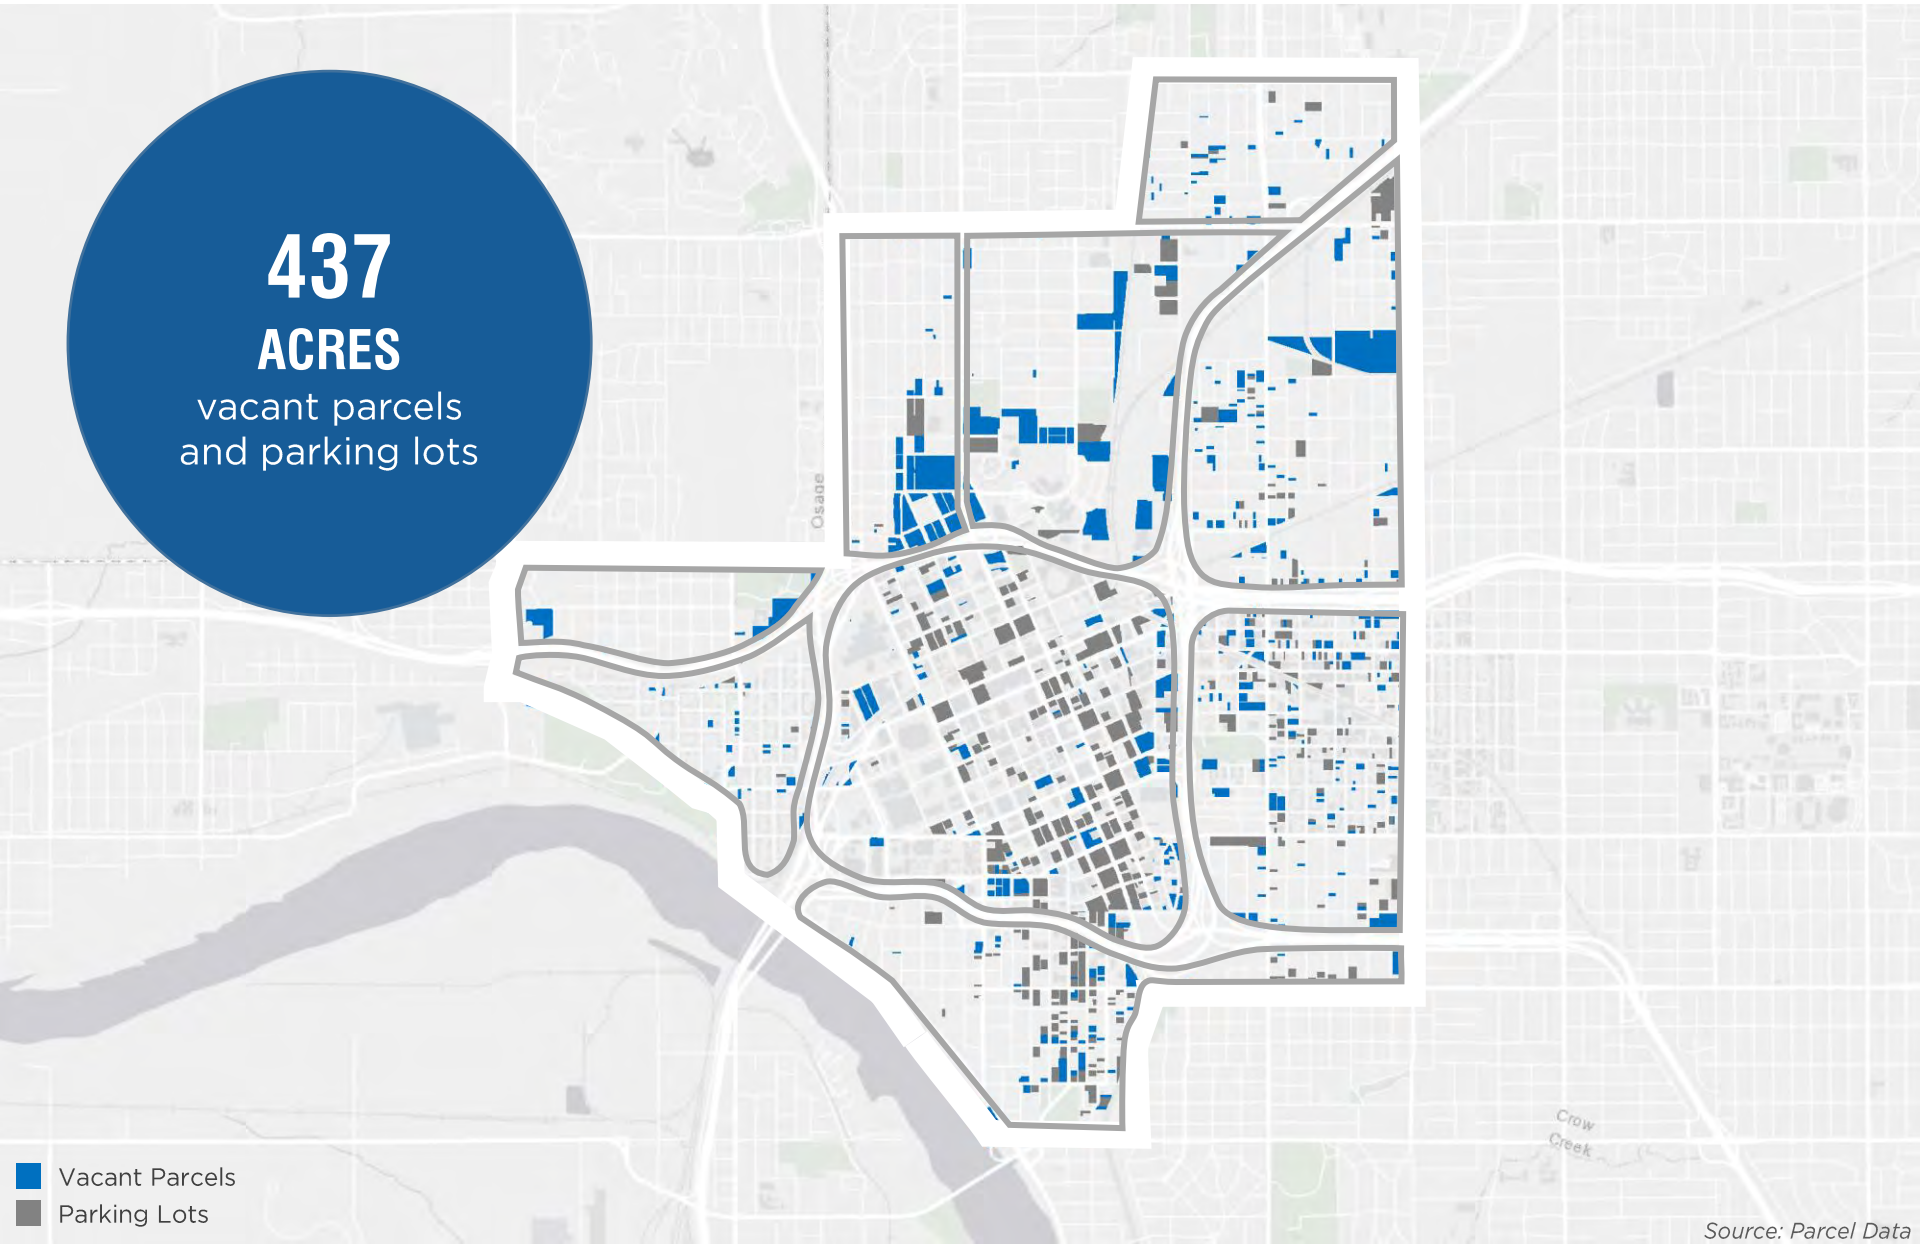 437
ACRES
vacant parcels
and parking lots
Osage
Crow
Creek
Vacant Parcels
Parking Lots
Source: Parcel Data